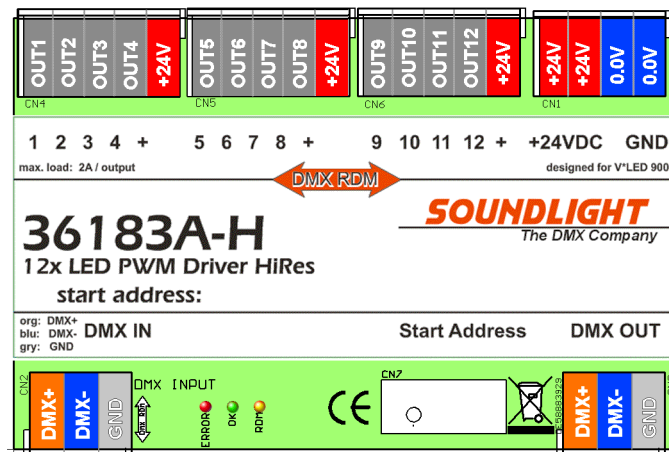 OUT1 OUT2 OUT3 OUT4 +24V OUT5 OUT6 OUT7 OUT8 +24V OUT9 OUT10 OUT11 OUT12 +24V +24V +24V 0.0V 0.0V
CN4 CN5 CN6 CN1
1 2 3 4 + 5 6 7 8 + 9 10 11 12 + +24VDC GND
max. load: 2A / output designed for V*LED 900
DMX RDM
36183A-H SOUNDLIGHT
The DMX Company
12x LED PWM Driver HiRes
start address:
org: DMX+
blu: DMX- DMX IN Start Address DMX OUT
gry: GND
CN2 DMX+ DMX- GND
DMX INPUT
DMX RDM
ERROR OK RDM
CE
CN7
DMX+ DMX- GND